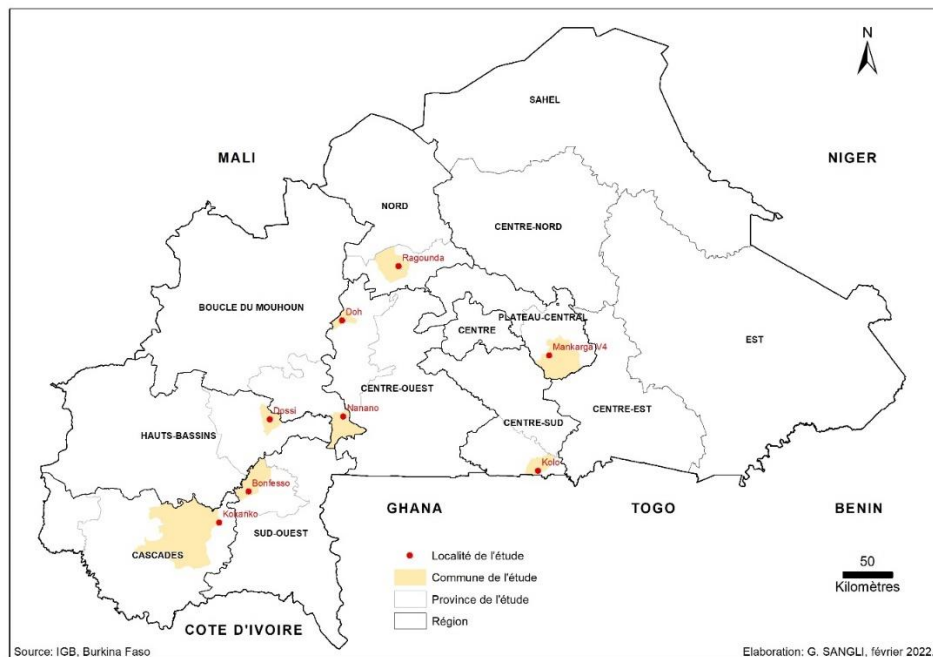 N
SAHEL
MALI
NIGER
NORD
CENTRE-NORD
Ragounda
BOUCLE DU MOUHOUN
Doh
PLATEAU-CENTRAL
CENTRE
EST
Mankarga V4
CENTRE-OUEST
Dossi
Nanano
CENTRE-EST
CENTRE-SUD
HAUTS-BASSINS
Kolo
Bonfesso
GHANA
TOGO
BENIN
Kokanko
SUD-OUEST
CASCADES
Localité de l'étude
Commune de l'étude
Province de l'étude
Région
50
Kilomètres
COTE D'IVOIRE
Source: IGB, Burkina Faso
Elaboration: G. SANGLI, février 2022.